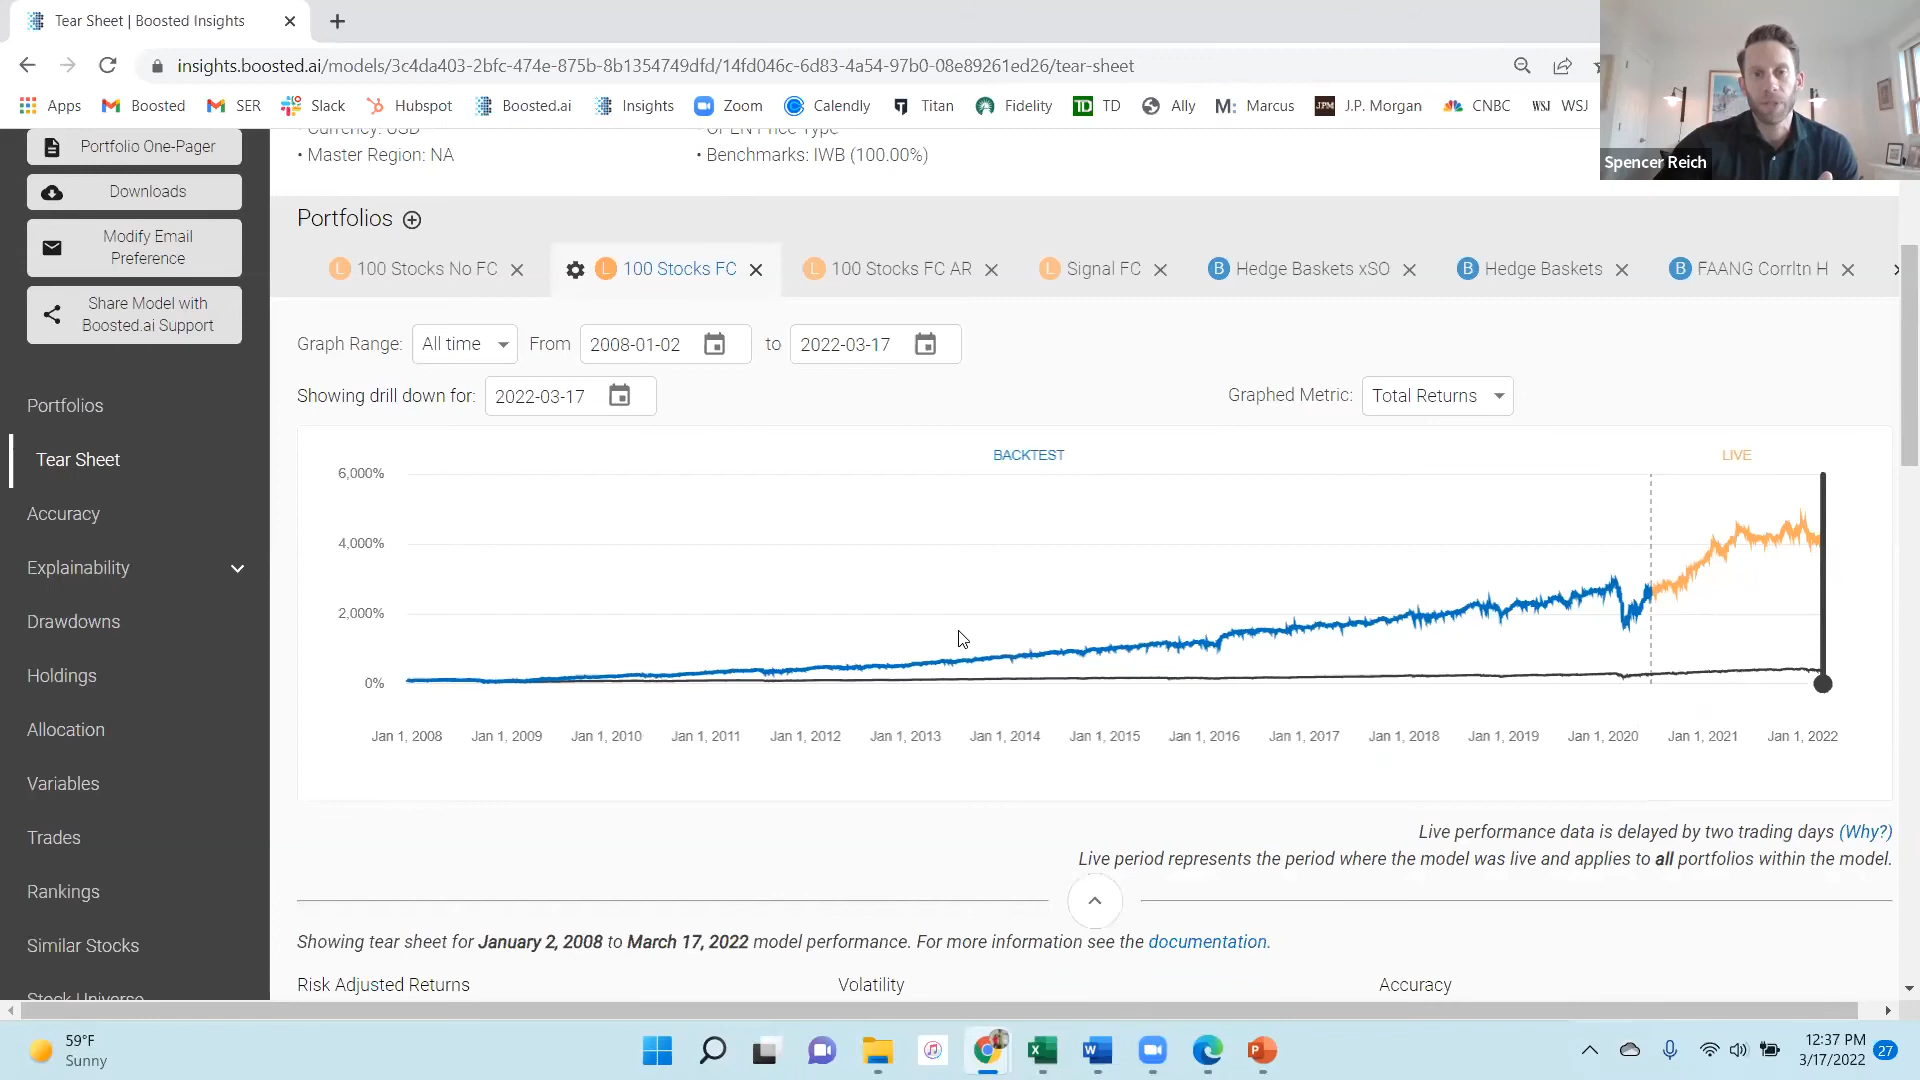 Tear Sheet | Boosted Insights
insights.boosted.ai/models/3c4da403-2bfc-474e-875b-8b1354749dfd/14fd046c-6d83-4a54-97b0-08e89261ed26/tear-sheet
Apps Boosted SER Slack Hubspot Boosted.ai Insights Zoom Calendly Titan Fidelity TD TD Ally M: Marcus JPM J.P. Morgan CNBC WSJ WSJ
Spencer Reich
Portfolio One-Pager
Downloads
Modify Email
Preference
Share Model with
Boosted.ai Support
Portfolios
Tear Sheet
Accuracy
Explainability
Drawdowns
Holdings
Allocation
Variables
Trades
Rankings
Similar Stocks
Stock Universe
• Currency: USD
• OPEN Price Type
• Master Region: NA
• Benchmarks: IWB (100.00%)
Portfolios
L 100 Stocks No FC L 100 Stocks FC L 100 Stocks FC AR L Signal FC B Hedge Baskets xSO B Hedge Baskets B FAANG Corrltn H
Graph Range: All time From 2008-01-02 to 2022-03-17
Showing drill down for: 2022-03-17
Graphed Metric: Total Returns
BACKTEST LIVE
6,000%
4,000%
2,000%
0%
Jan 1, 2008 Jan 1, 2009 Jan 1, 2010 Jan 1, 2011 Jan 1, 2012 Jan 1, 2013 Jan 1, 2014 Jan 1, 2015 Jan 1, 2016 Jan 1, 2017 Jan 1, 2018 Jan 1, 2019 Jan 1, 2020 Jan 1, 2021 Jan 1, 2022
Live performance data is delayed by two trading days (Why?)
Live period represents the period where the model was live and applies to all portfolios within the model.
Showing tear sheet for January 2, 2008 to March 17, 2022 model performance. For more information see the documentation.
Risk Adjusted Returns Volatility Accuracy
59°F
Sunny
12:37 PM
3/17/2022
27